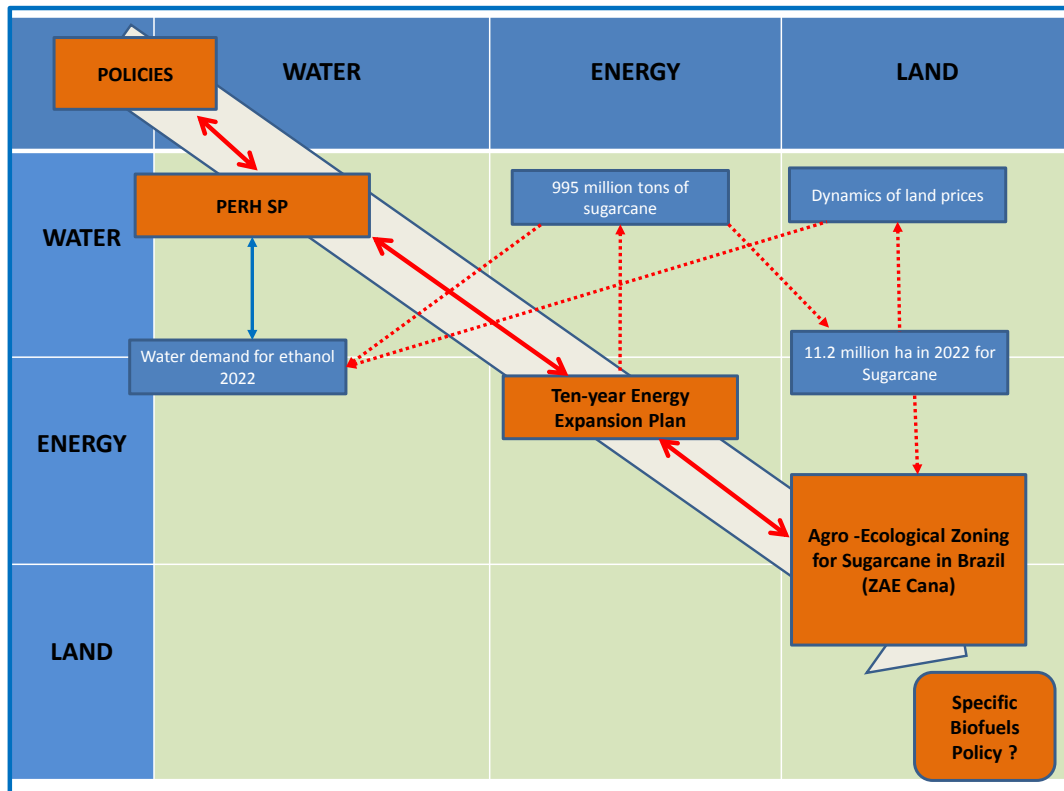 POLICIES
WATER
ENERGY
LAND
WATER
PERH SP
995 million tons of
sugarcane
Dynamics of land prices
Water demand for ethanol
2022
11.2 million ha in 2022 for
Sugarcane
ENERGY
Ten-year Energy
Expansion Plan
Agro -Ecological Zoning
for Sugarcane in Brazil
(ZAE Cana)
LAND
Specific
Biofuels
Policy ?